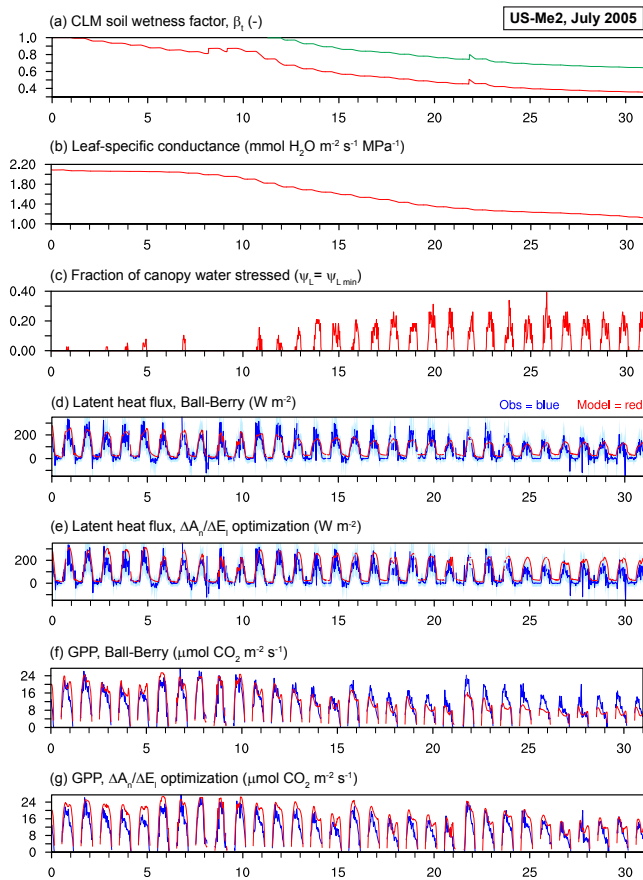 (a) CLM soil wetness factor, βt (-)
US-Me2, July 2005
1.0
0.8
0.6
0.4
0 5 10 15 20 25 30
(b) Leaf-specific conductance (mmol H2O m-2 s-1 MPa-1)
2.20
1.80
1.40
1.00
0 5 10 15 20 25 30
(c) Fraction of canopy water stressed (ψL= ψL min)
0.40
0.20
0.00
0 5 10 15 20 25 30
(d) Latent heat flux, Ball-Berry (W m-2)
Obs = blue Model = red
200
0
0 5 10 15 20 25 30
(e) Latent heat flux, ΔAn/ΔEl optimization (W m-2)
200
0
0 5 10 15 20 25 30
(f) GPP, Ball-Berry (μmol CO2 m-2 s-1)
24
16
8
0
0 5 10 15 20 25 30
(g) GPP, ΔAn/ΔEl optimization (μmol CO2 m-2 s-1)
24
16
8
0
0 5 10 15 20 25 30